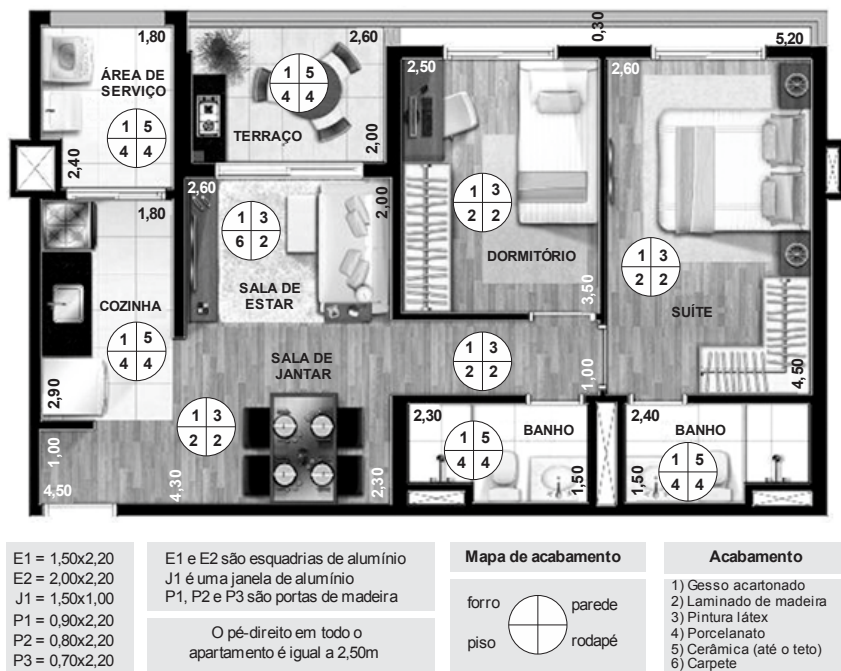 1,80
2,60
0,30
5,20
ÁREA DE
SERVIÇO
1 5
4 4
2,40
TERRAÇO
1 5
4 4
2,00
2,50
2,60
1,80
2,60
2,00
1 3
6 2
SALA DE
ESTAR
1 3
2 2
DORMITÓRIO
3,50
1 3
2 2
SUÍTE
4,50
COZINHA
1 5
4 4
2,90
SALA DE
JANTAR
1 3
2 2
1,00
1 3
2 2
1,00
4,50
4,30
2,30
2,30
BANHO
1 5
4 4
1,50
2,40
BANHO
1 5
4 4
1,50
E1 = 1,50x2,20
E2 = 2,00x2,20
J1 = 1,50x1,00
P1 = 0,90x2,20
P2 = 0,80x2,20
P3 = 0,70x2,20
E1 e E2 são esquadrias de alumínio
J1 é uma janela de alumínio
P1, P2 e P3 são portas de madeira
O pé-direito em todo o
apartamento é igual a 2,50m
Mapa de acabamento
forro parede
piso rodapé
Acabamento
1) Gesso acartonado
2) Laminado de madeira
3) Pintura látex
4) Porcelanato
5) Cerâmica (até o teto)
6) Carpete